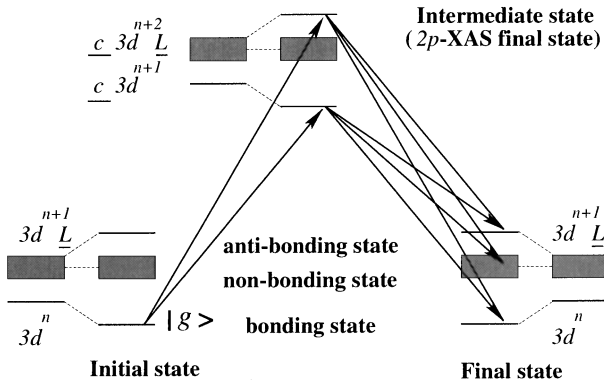 Intermediate state
( 2p-XAS final state)
c 3d^{n+2} L
c 3d^{n+1}
3d^{n+1} L
3d^{n+1} L
anti-bonding state
non-bonding state
3d^{n} | g > bonding state 3d^{n}
Initial state
Final state